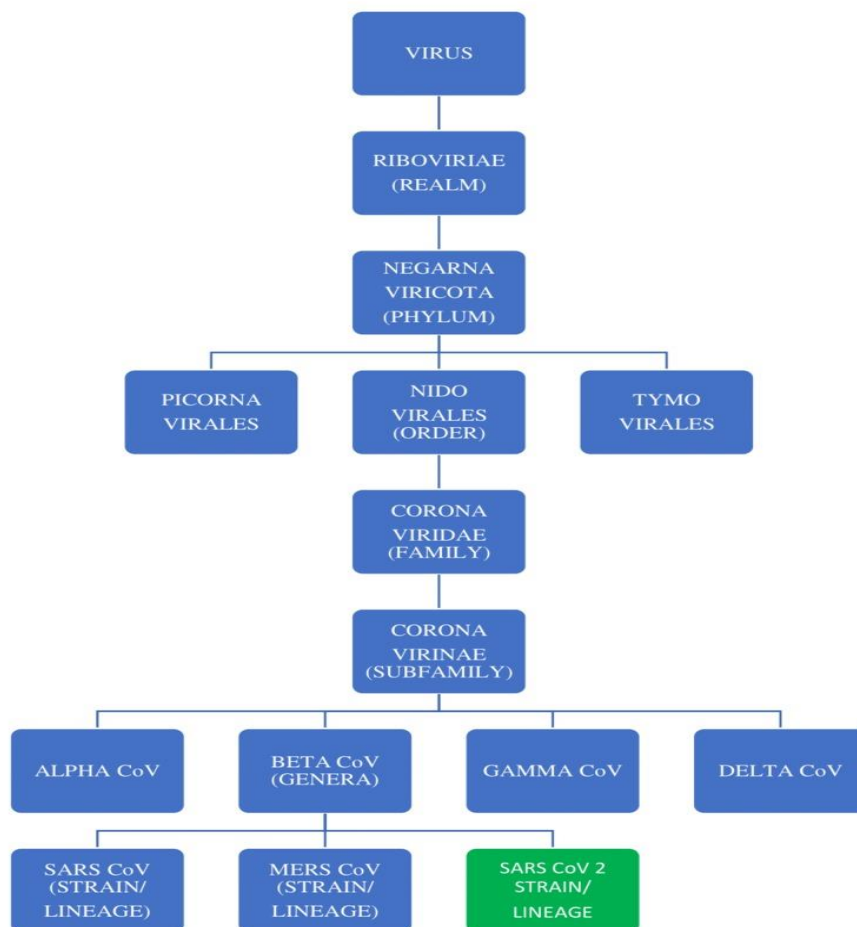 VIRUS
RIBOVIRIAE
(REALM)
NEGARNA
VIRICOTA
(PHYLUM)
PICORNA
VIRALES
NIDO
VIRALES
(ORDER)
TYMO
VIRALES
CORONA
VIRIDAE
(FAMILY)
CORONA
VIRINAE
(SUBFAMILY)
ALPHA CoV
BETA CoV
(GENERA)
GAMMA CoV
DELTA CoV
SARS CoV
(STRAIN/
LINEAGE)
MERS CoV
(STRAIN/
LINEAGE)
SARS CoV 2
STRAIN/
LINEAGE